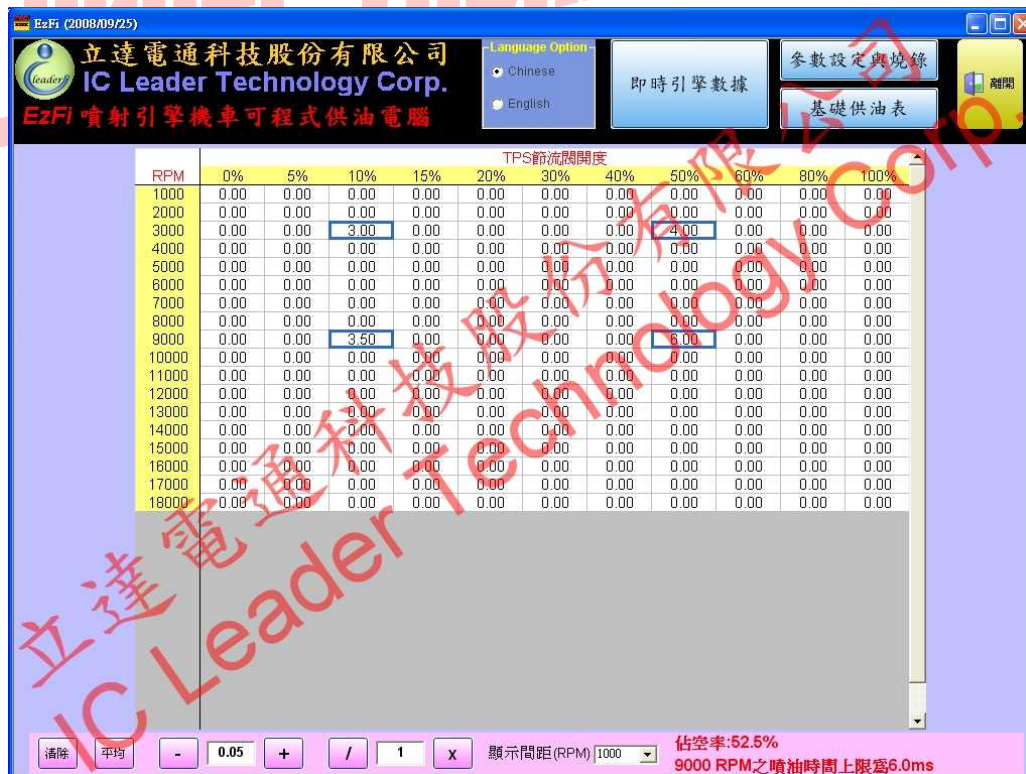 EzFi (2008/09/25)
立達電通科技股份有限公司
IC Leader Technology Corp.
EzFi 噴射引擎機車可程式供油電腦
leader
Language Option
Chinese
English
即時引擎數據
參數設定與燒錄
基礎供油表
離開
TPS節流閥開度
RPM 0% 5% 10% 15% 20% 30% 40% 50% 60% 80% 100%
1000 0.00 0.00 0.00 0.00 0.00 0.00 0.00 0.00 0.00 0.00 0.00
2000 0.00 0.00 0.00 0.00 0.00 0.00 0.00 0.00 0.00 0.00 0.00
3000 0.00 0.00 3.00 0.00 0.00 0.00 0.00 4.00 0.00 0.00 0.00
4000 0.00 0.00 0.00 0.00 0.00 0.00 0.00 0.00 0.00 0.00 0.00
5000 0.00 0.00 0.00 0.00 0.00 0.00 0.00 0.00 0.00 0.00 0.00
6000 0.00 0.00 0.00 0.00 0.00 0.00 0.00 0.00 0.00 0.00 0.00
7000 0.00 0.00 0.00 0.00 0.00 0.00 0.00 0.00 0.00 0.00 0.00
8000 0.00 0.00 0.00 0.00 0.00 0.00 0.00 0.00 0.00 0.00 0.00
9000 0.00 0.00 3.50 0.00 0.00 0.00 0.00 6.00 0.00 0.00 0.00
10000 0.00 0.00 0.00 0.00 0.00 0.00 0.00 0.00 0.00 0.00 0.00
11000 0.00 0.00 0.00 0.00 0.00 0.00 0.00 0.00 0.00 0.00 0.00
12000 0.00 0.00 0.00 0.00 0.00 0.00 0.00 0.00 0.00 0.00 0.00
13000 0.00 0.00 0.00 0.00 0.00 0.00 0.00 0.00 0.00 0.00 0.00
14000 0.00 0.00 0.00 0.00 0.00 0.00 0.00 0.00 0.00 0.00 0.00
15000 0.00 0.00 0.00 0.00 0.00 0.00 0.00 0.00 0.00 0.00 0.00
16000 0.00 0.00 0.00 0.00 0.00 0.00 0.00 0.00 0.00 0.00 0.00
17000 0.00 0.00 0.00 0.00 0.00 0.00 0.00 0.00 0.00 0.00 0.00
18000 0.00 0.00 0.00 0.00 0.00 0.00 0.00 0.00 0.00 0.00 0.00
立達電通科技股份有限公司
IC Leader Technology Corp.
清除 平均 - 0.05 + / 1 x 顯示間距(RPM) 1000
佔空率:52.5%
9000 RPM之噴油時間上限為6.0ms